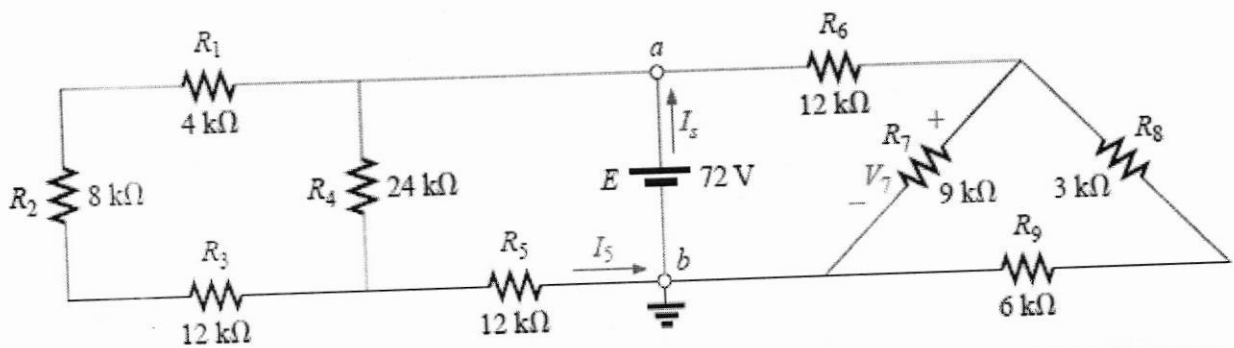 R₁
4 kΩ
R₂
8 kΩ
R₃
12 kΩ
R₄
24 kΩ
R₅
12 kΩ
I₅
a
Iₛ
E
72 V
b
R₆
12 kΩ
R₇
+
V₇
−
9 kΩ
R₈
3 kΩ
R₉
6 kΩ